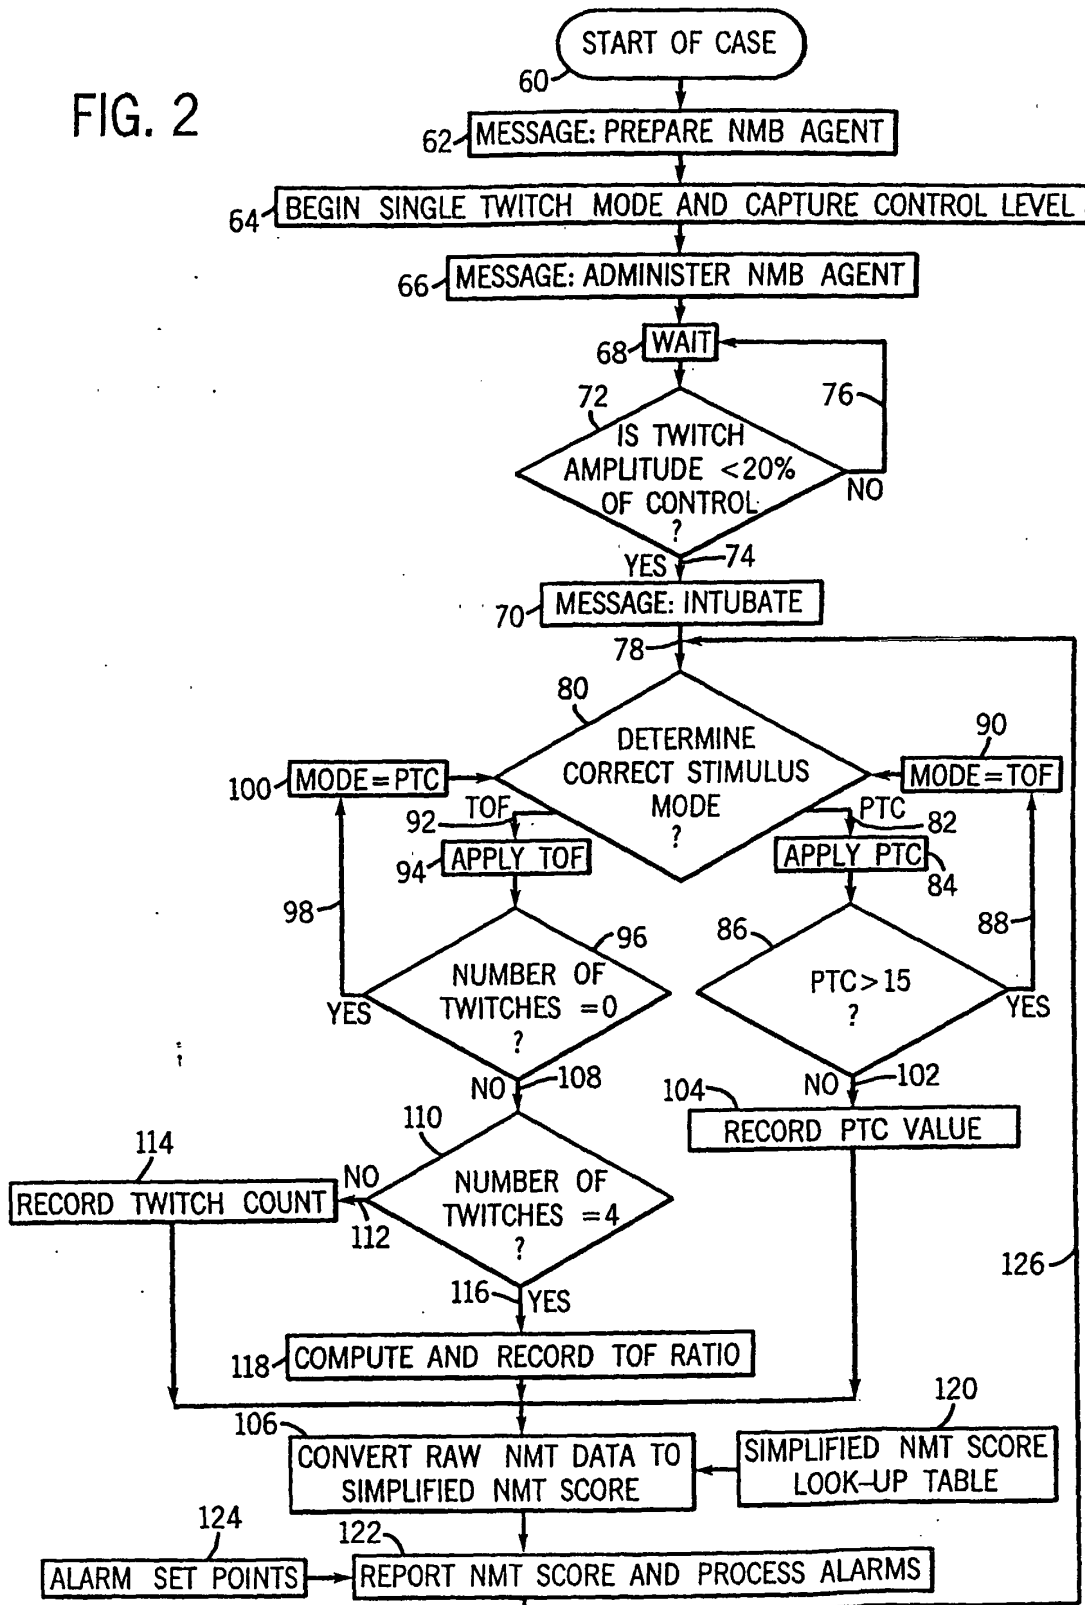 FIG. 2
START OF CASE
60
MESSAGE: PREPARE NMB AGENT
62
BEGIN SINGLE TWITCH MODE AND CAPTURE CONTROL LEVEL
64
MESSAGE: ADMINISTER NMB AGENT
66
WAIT
68
72
76
IS TWITCH
AMPLITUDE <20%
OF CONTROL
?
NO
YES
74
MESSAGE: INTUBATE
70
78
80
DETERMINE
CORRECT STIMULUS
MODE
?
90
MODE=TOF
100
MODE=PTC
TOF
92
PTC
82
94
APPLY TOF
APPLY PTC
84
98
96
86
88
NUMBER OF
TWITCHES =0
?
YES
PTC>15
?
YES
NO
108
NO
102
104
RECORD PTC VALUE
110
114
NO
RECORD TWITCH COUNT
112
NUMBER OF
TWITCHES =4
?
126
116
YES
118
COMPUTE AND RECORD TOF RATIO
106
120
CONVERT RAW NMT DATA TO
SIMPLIFIED NMT SCORE
SIMPLIFIED NMT SCORE
LOOK-UP TABLE
124
122
ALARM SET POINTS
REPORT NMT SCORE AND PROCESS ALARMS